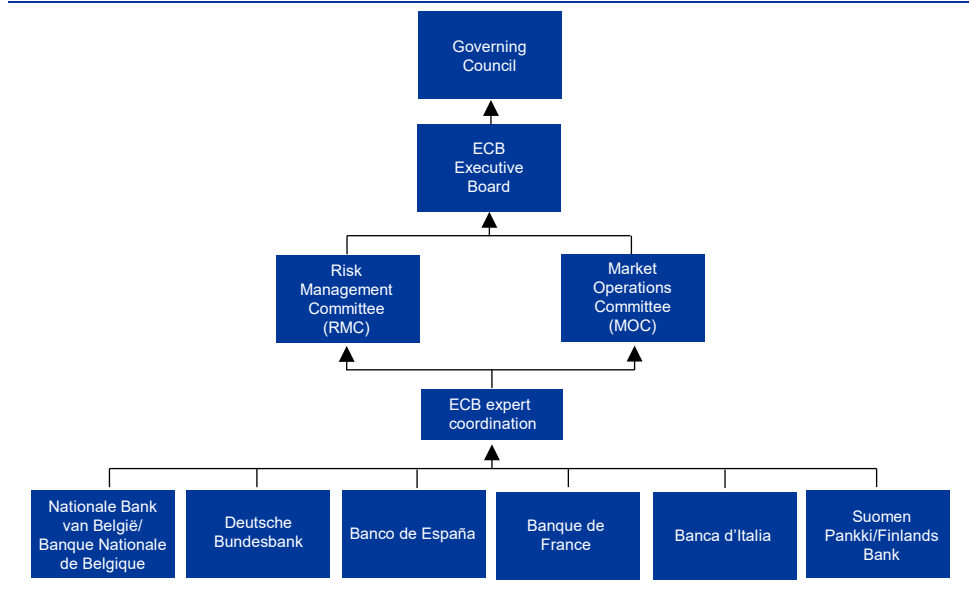 Governing
Council
ECB
Executive
Board
Risk
Management
Committee
(RMC)
Market
Operations
Committee
(MOC)
ECB expert
coordination
Nationale Bank
van België/
Banque Nationale
de Belgique
Deutsche
Bundesbank
Banco de España
Banque de
France
Banca d’Italia
Suomen
Pankki/Finlands
Bank